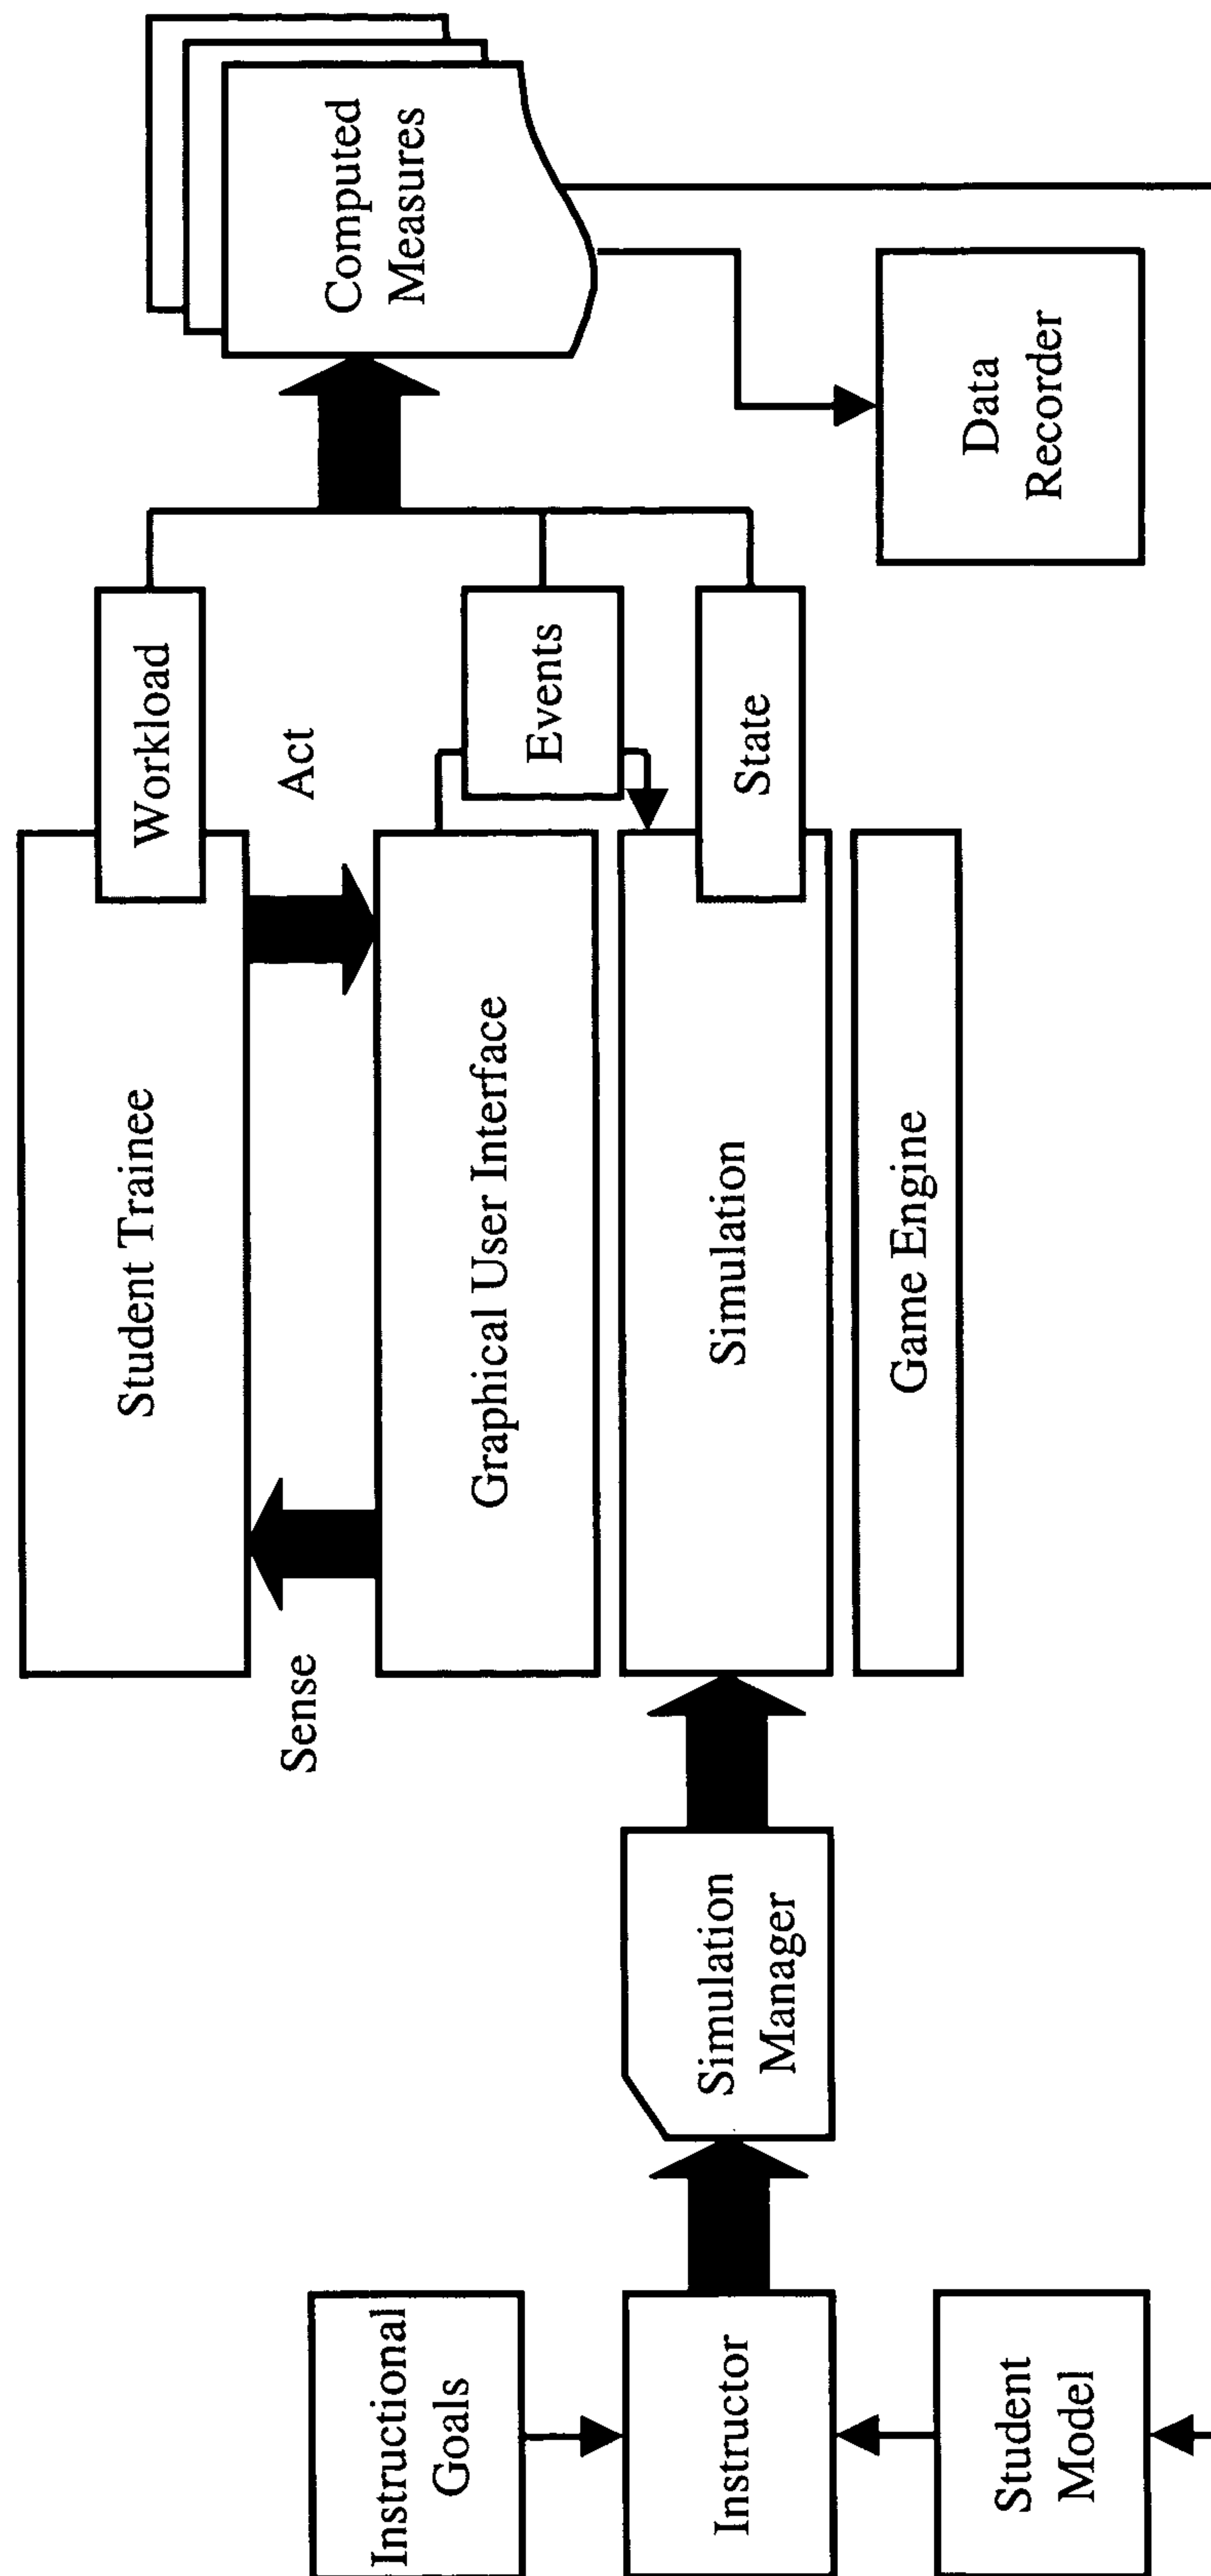 Student Trainee
Workload
Sense
Act
Computed
Measures
Instructional
Goals
Graphical User Interface
Events
Instructor
Simulation
Manager
Simulation
State
Game Engine
Student
Model
Data
Recorder